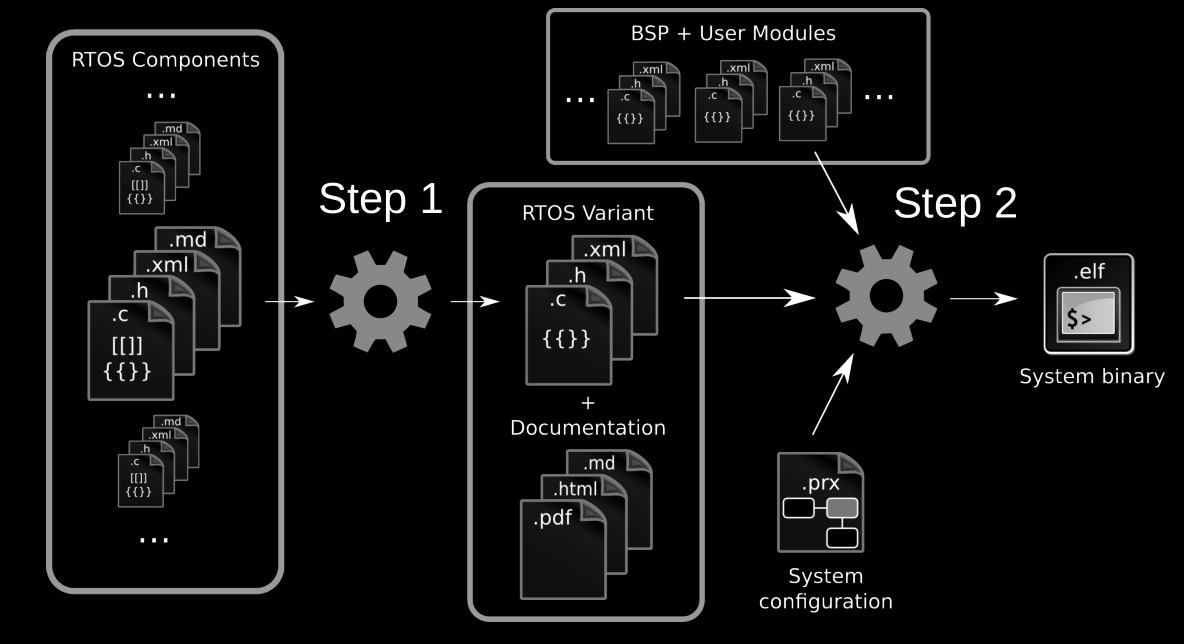 RTOS Components
...
.md
.xml
.h
.c
[[]]
{{}}
.md
.xml
.h
.c
[[]]
{{}}
.md
.xml
.h
.c
[[]]
{{}}
...
Step 1
RTOS Variant
.xml
.h
.c
{{}}
+
Documentation
.md
.html
.pdf
BSP + User Modules
...
.xml
.h
.c
{{}}
.xml
.h
.c
{{}}
.xml
.h
.c
{{}}
...
Step 2
.prx
System
configuration
.elf
$>
System binary